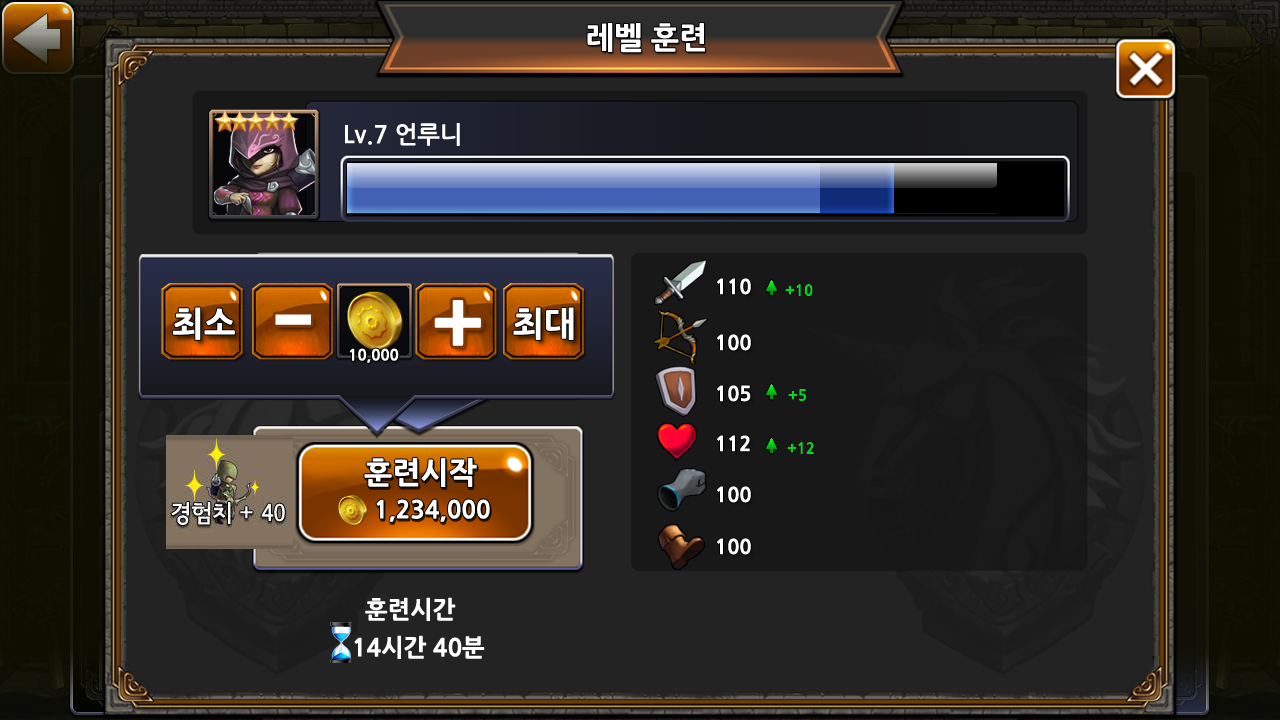 레벨 훈련
Lv.7 언루니
최소
10,000
최대
110 +10
100
105 +5
112 +12
100
100
경험치 + 40
훈련시작
1,234,000
훈련시간
14시간 40분